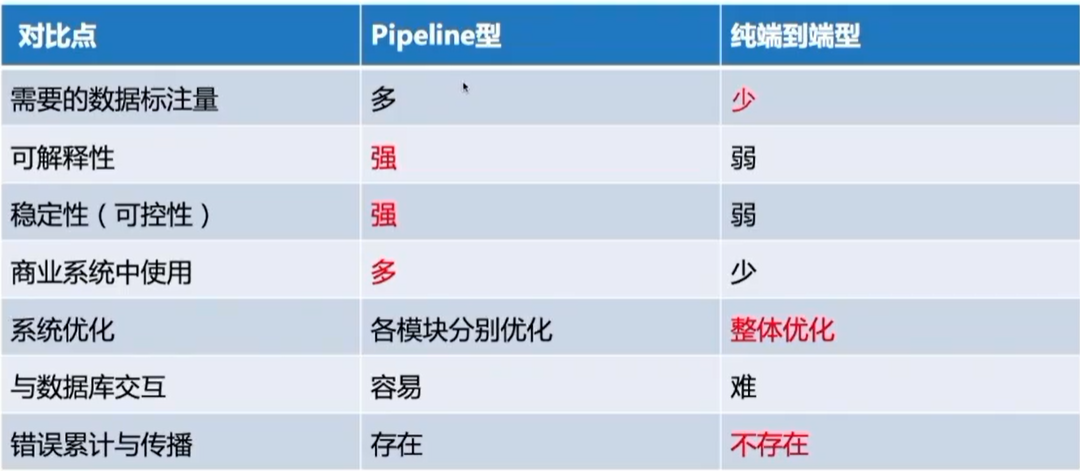 对比点 Pipeline型 纯端到端型
需要的数据标注量 多 少
可解释性 强 弱
稳定性（可控性） 强 弱
商业系统中使用 多 少
系统优化 各模块分别优化 整体优化
与数据库交互 容易 难
错误累计与传播 存在 不存在